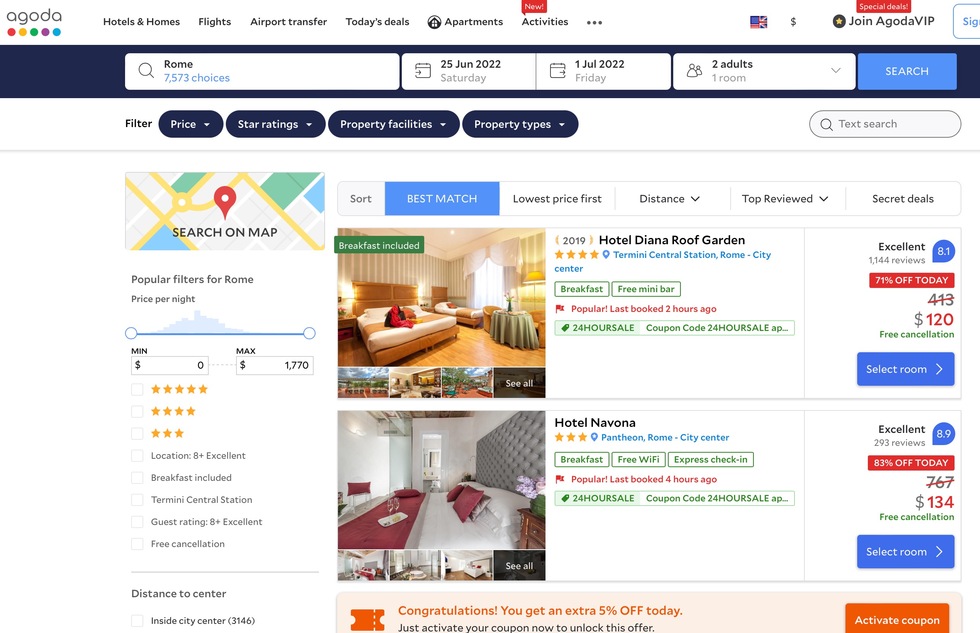 agoda
Hotels & Homes
Flights
Airport transfer
Today's deals
Apartments
New!
Activities
$
Special deals!
Join AgodaVIP
Sig
Rome
7,573 choices
25 Jun 2022
Saturday
1 Jul 2022
Friday
2 adults
1 room
SEARCH
Filter
Price
Star ratings
Property facilities
Property types
Text search
SEARCH ON MAP
Popular filters for Rome
Price per night
MIN
MAX
$ 0
$ 1,770
Location: 8+ Excellent
Breakfast included
Termini Central Station
Guest rating: 8+ Excellent
Free cancellation
Distance to center
Inside city center (3146)
Sort
BEST MATCH
Lowest price first
Distance
Top Reviewed
Secret deals
Breakfast included
See all
2019 Hotel Diana Roof Garden
Termini Central Station, Rome - City
center
Breakfast
Free mini bar
Popular! Last booked 2 hours ago
24HOURSALE
Coupon Code 24HOURSALE ap...
Excellent
1,144 reviews
8.1
71% OFF TODAY
413
$ 120
Free cancellation
Select room
See all
Hotel Navona
Pantheon, Rome - City center
Breakfast
Free WiFi
Express check-in
Popular! Last booked 4 hours ago
24HOURSALE
Coupon Code 24HOURSALE ap...
Excellent
293 reviews
8.9
83% OFF TODAY
767
$ 134
Free cancellation
Select room
Congratulations! You get an extra 5% OFF today.
Just activate your coupon now to unlock this offer.
Activate coupon